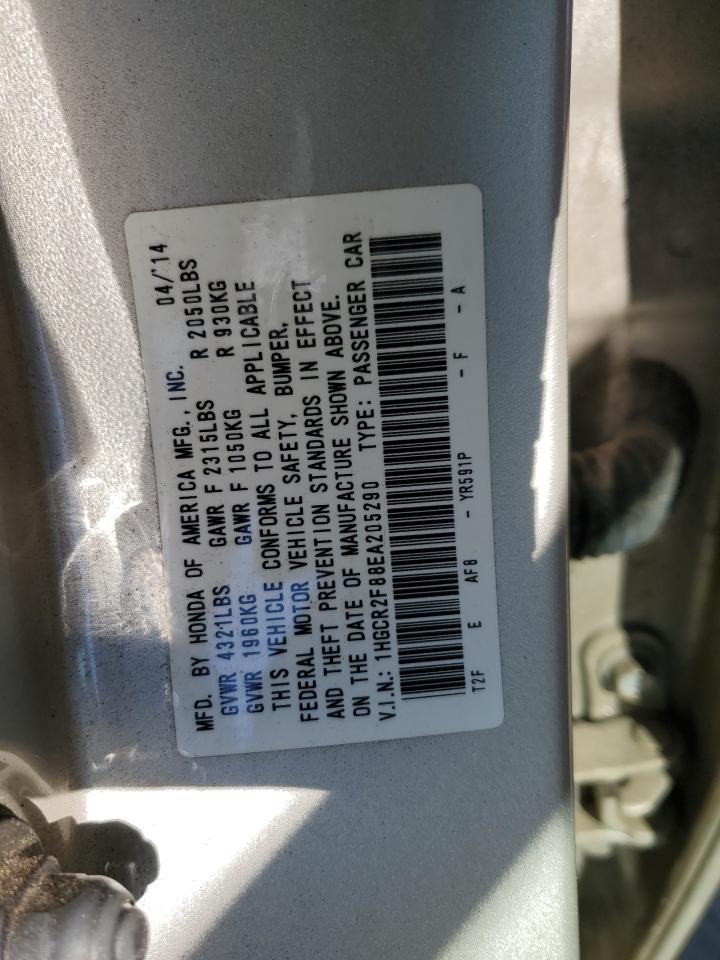 MFD. BY HONDA OF AMERICA MFG., INC. 04/'14
GVWR 4321LBS GAWR F 2315LBS R 2050LBS
GVWR 1960KG GAWR F 1050KG R 930KG
THIS VEHICLE CONFORMS TO ALL APPLICABLE
FEDERAL MOTOR VEHICLE SAFETY, BUMPER,
AND THEFT PREVENTION STANDARDS IN EFFECT
ON THE DATE OF MANUFACTURE SHOWN ABOVE.
V.I.N.: 1HGCR2F88EA205290 TYPE: PASSENGER CAR
T2F E AF8 - YR591P - F - A